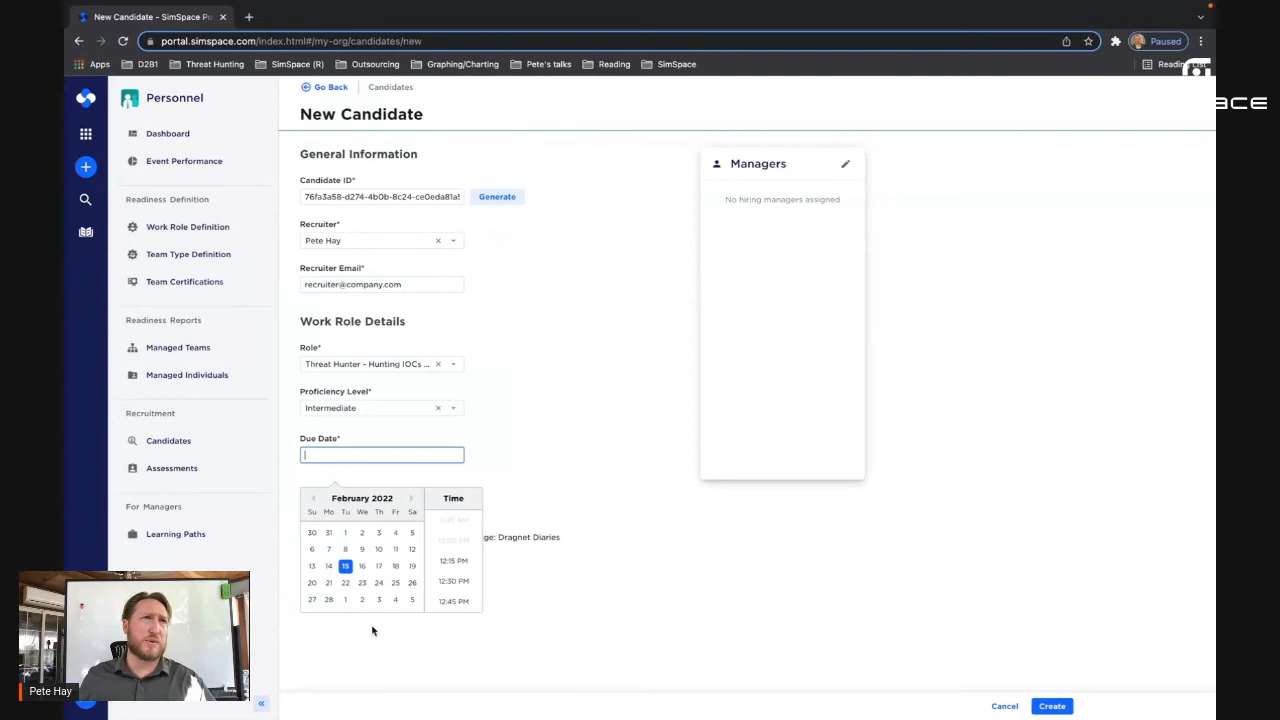 New Candidate - SimSpace Po
portal.simspace.com/index.html#/my-org/candidates/new
Paused
Apps
D2B1
Threat Hunting
SimSpace (R)
Outsourcing
Graphing/Charting
Pete's talks
Reading
SimSpace
Reading List
Personnel
Dashboard
Event Performance
Readiness Definition
Work Role Definition
Team Type Definition
Team Certifications
Readiness Reports
Managed Teams
Managed Individuals
Recruitment
Candidates
Assessments
For Managers
Learning Paths
Go Back
Candidates
New Candidate
General Information
Candidate ID*
76fa3a58-d274-4b0b-8c24-ce0eda81a5
Generate
Recruiter*
Pete Hay
Recruiter Email*
recruiter@company.com
Work Role Details
Role*
Threat Hunter - Hunting IOCs ...
Proficiency Level*
Intermediate
Due Date*
February 2022
Su Mo Tu We Th Fr Sa
30 31 1 2 3 4 5
6 7 8 9 10 11 12
13 14 15 16 17 18 19
20 21 22 23 24 25 26
27 28 1 2 3 4 5
Time
12:00 PM
12:15 PM
12:30 PM
12:45 PM
ge: Dragnet Diaries
Managers
No hiring managers assigned
Cancel
Create
Pete Hay